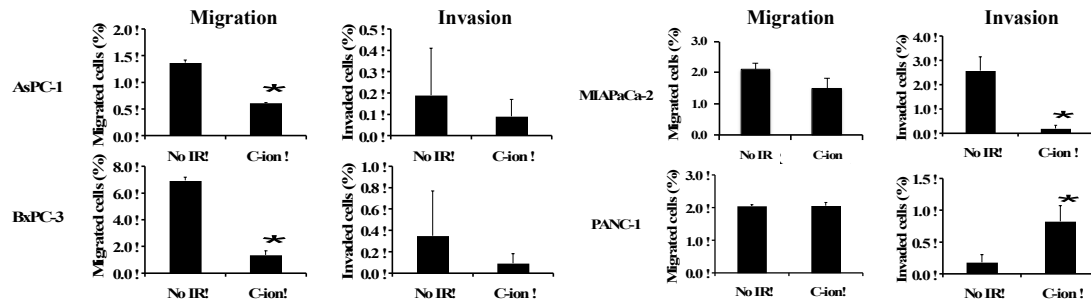 Migration
Invasion
Migration
Invasion
AsPC-1
Migrated cells (%)
2.0!
1.5!
1.0!
0.5!
0.0!
No IR!
C-ion !
Invaded cells (%)
0.5!
0.4!
0.3!
0.2!
0.1!
0.0!
No IR!
C-ion !
MIAPaCa-2
Migrated cells (%)
3.0
2.0
1.0
0.0
No IR
C-ion
Invaded cells (%)
4.0!
3.0!
2.0!
1.0!
0.0!
No IR!
C-ion !
BxPC-3
Migrated cells (%)
8.0!
6.0!
4.0!
2.0!
0.0!
No IR!
C-ion!
Invaded cells (%)
1.0!
0.8!
0.6!
0.4!
0.2!
0.0!
No IR!
C-ion !
PANC-1
Migrated cells (%)
3.0!
2.0!
1.0!
0.0!
No IR!
C-ion!
Invaded cells (%)
1.5!
1.0!
0.5!
0.0!
No IR!
C-ion !